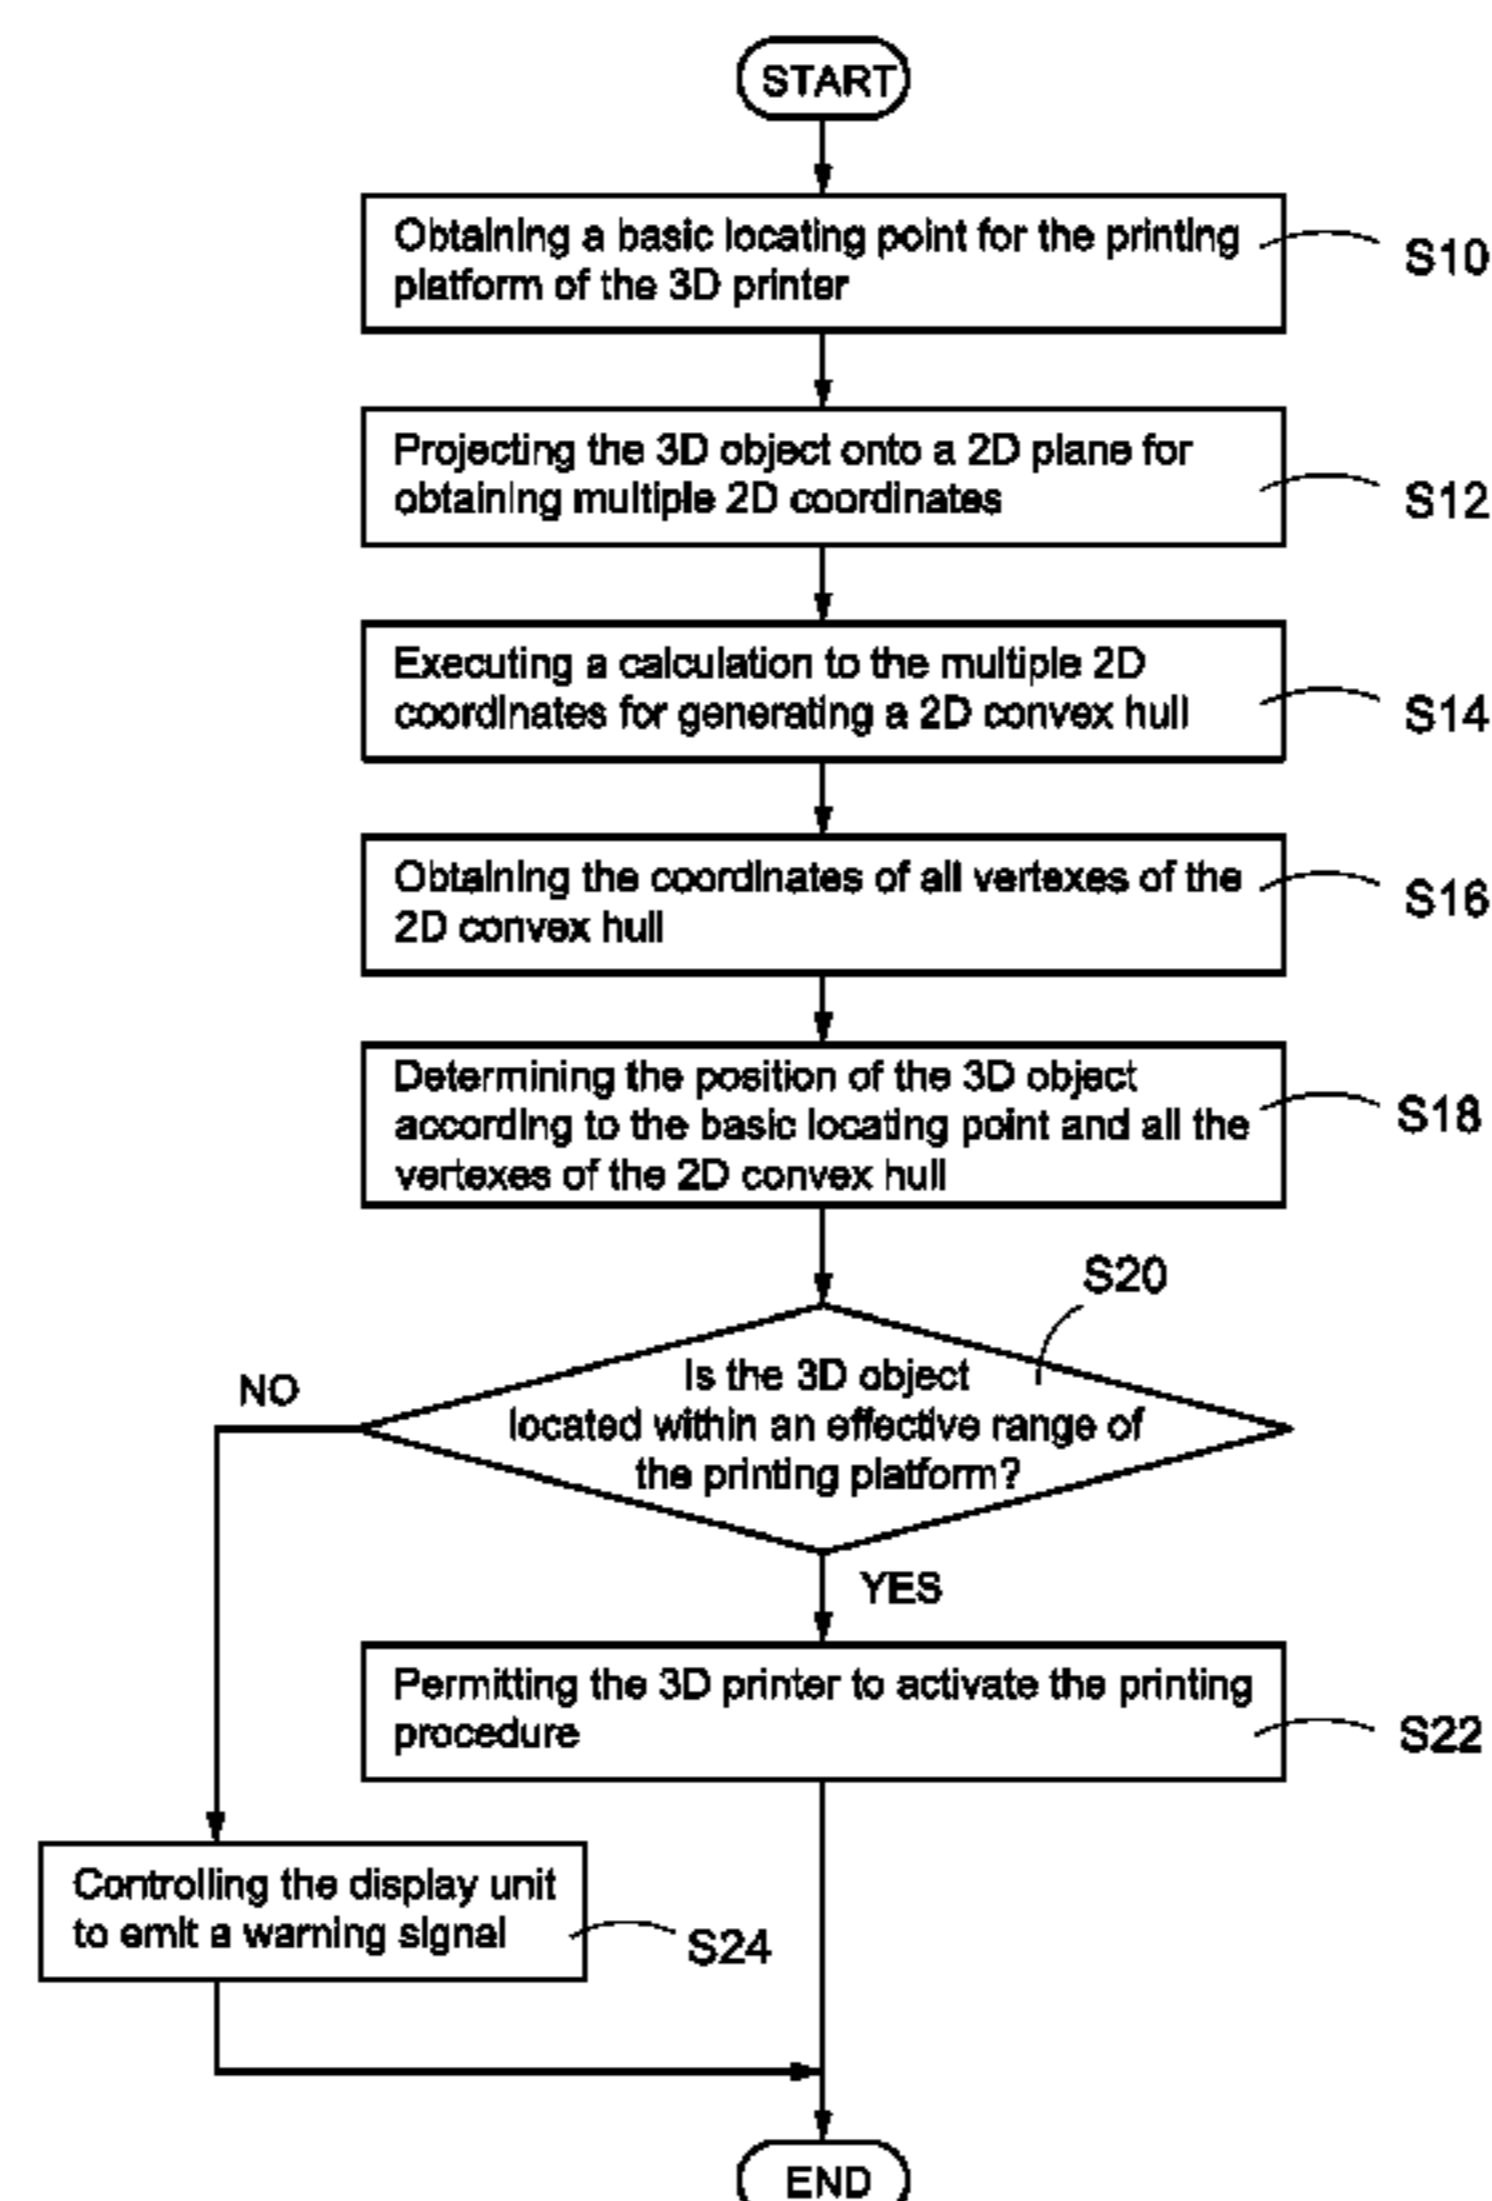 START
Obtaining a basic locating point for the printing
platform of the 3D printer
S10
Projecting the 3D object onto a 2D plane for
obtaining multiple 2D coordinates
S12
Executing a calculation to the multiple 2D
coordinates for generating a 2D convex hull
S14
Obtaining the coordinates of all vertexes of the
2D convex hull
S16
Determining the position of the 3D object
according to the basic locating point and all the
vertexes of the 2D convex hull
S18
S20
Is the 3D object
located within an effective range of
the printing platform?
NO
YES
Permitting the 3D printer to activate the printing
procedure
S22
Controlling the display unit
to emit a warning signal
S24
END